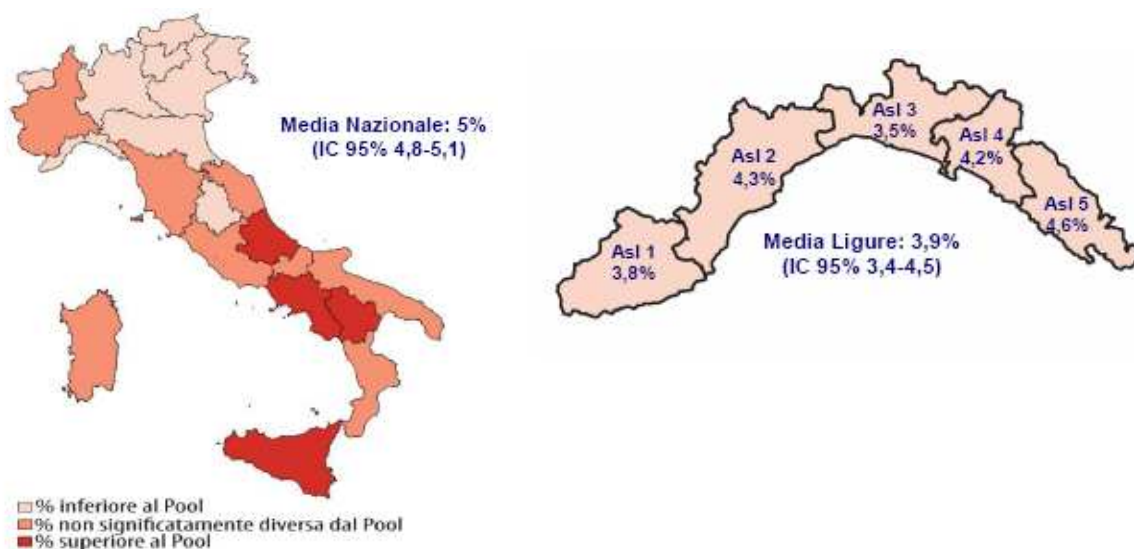 Media Nazionale: 5%
(IC 95% 4,8-5,1)
% inferiore al Pool
% non significatamente diversa dal Pool
% superiore al Pool
Asl 3
3,5%
Asl 4
4,2%
Asl 2
4,3%
Asl 5
4,6%
Media Ligure: 3,9%
(IC 95% 3,4-4,5)
Asl 1
3,8%